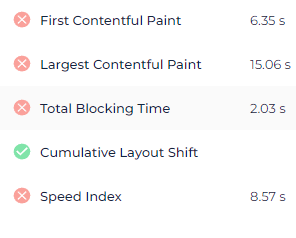 First Contentful Paint 6.35 s
Largest Contentful Paint 15.06 s
Total Blocking Time 2.03 s
Cumulative Layout Shift
Speed Index 8.57 s